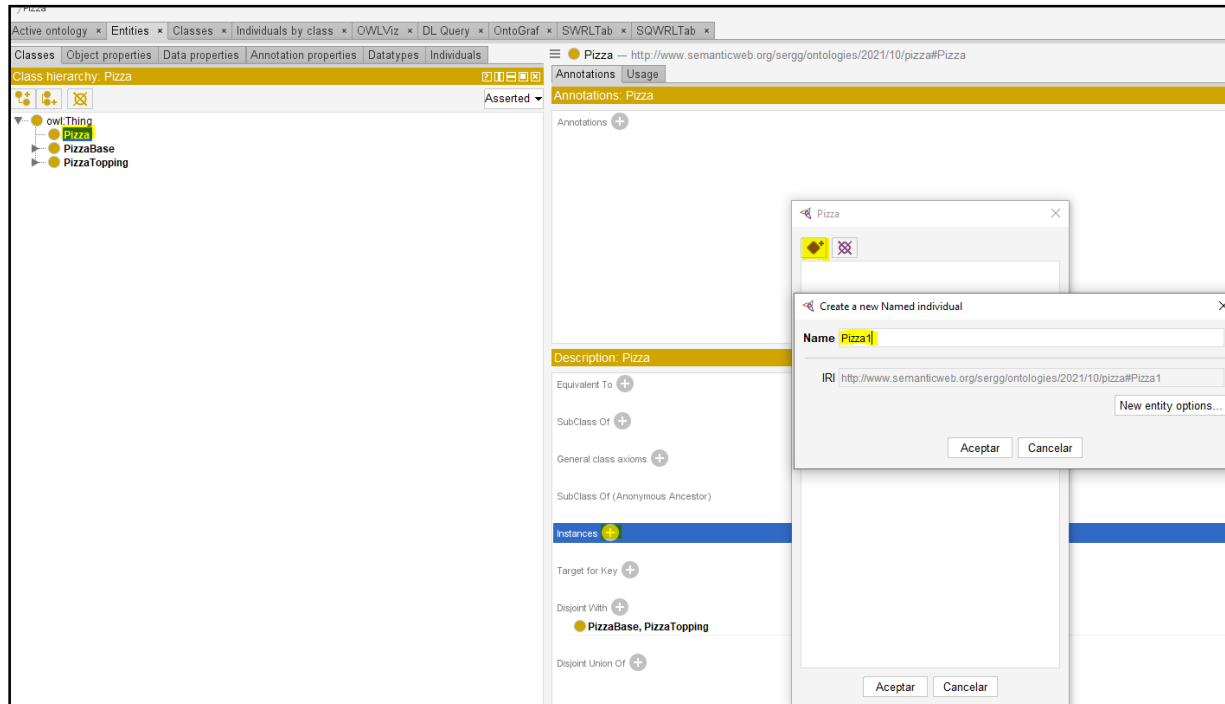 /Pizza
Active ontology × Entities × Classes × Individuals by class × OWLViz × DL Query × OntoGraf × SWRLTab × SQWRLTab ×
Classes Object properties Data properties Annotation properties Datatypes Individuals
Pizza — http://www.semanticweb.org/sergg/ontologies/2021/10/pizza#Pizza
Class hierarchy: Pizza
Asserted
owl:Thing
Pizza
PizzaBase
PizzaTopping
Annotations Usage
Annotations: Pizza
Annotations
Description: Pizza
Equivalent To
SubClass Of
General class axioms
SubClass Of (Anonymous Ancestor)
Instances
Target for Key
Disjoint With
PizzaBase, PizzaTopping
Disjoint Union Of
Pizza
Create a new Named individual
Name Pizza1
IRI http://www.semanticweb.org/sergg/ontologies/2021/10/pizza#Pizza1
New entity options...
Aceptar Cancelar
Aceptar Cancelar